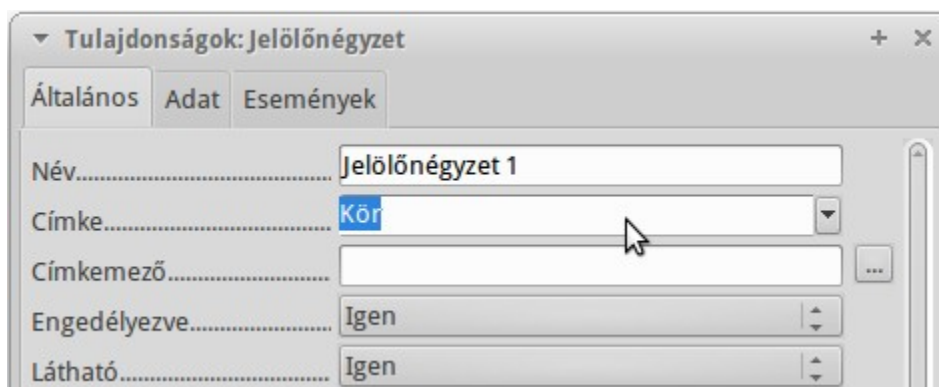 Tulajdonságok: Jelölőnégyzet
Általános Adat Események
Név Jelölőnégyzet 1
Címke Kör
Címkemező ...
Engedélyezve Igen
Látható Igen